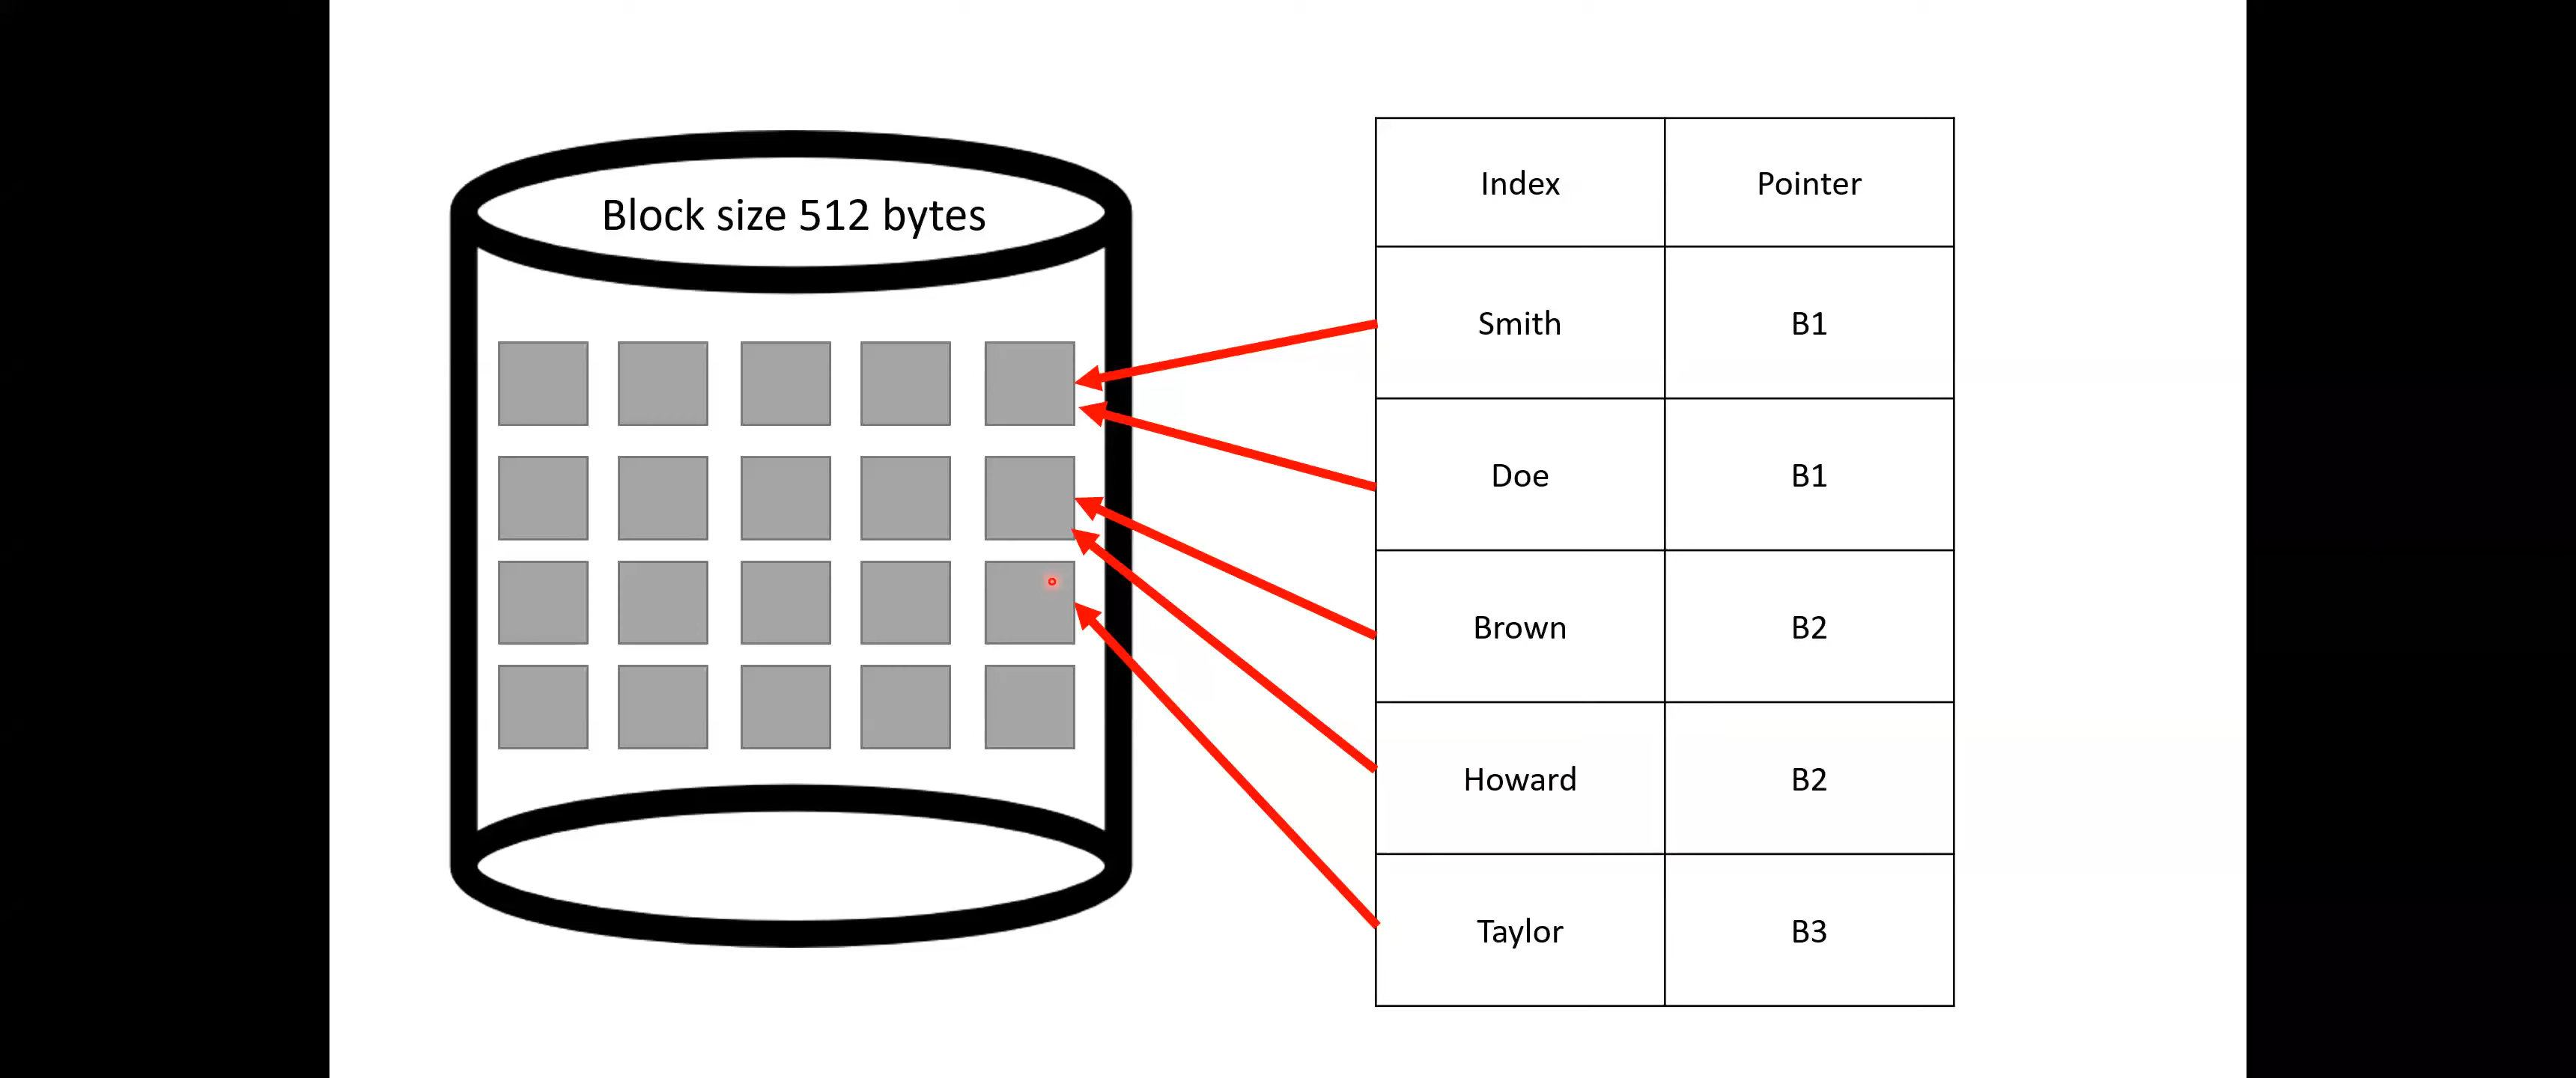 Block size 512 bytes
Index Pointer
Smith B1
Doe B1
Brown B2
Howard B2
Taylor B3